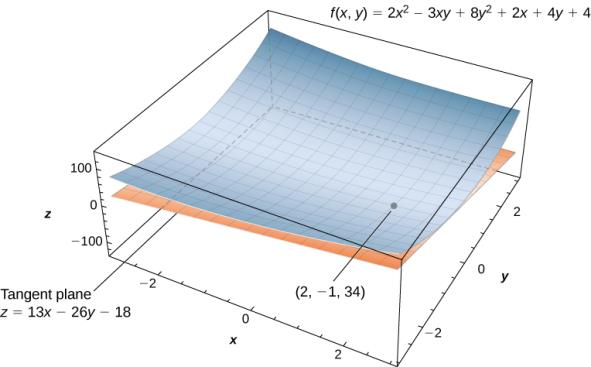 f(x, y) = 2x² – 3xy + 8y² + 2x + 4y + 4
100
0
–100
z
–2
0
2
x
2
0
–2
y
(2, –1, 34)
Tangent plane
z = 13x – 26y – 18